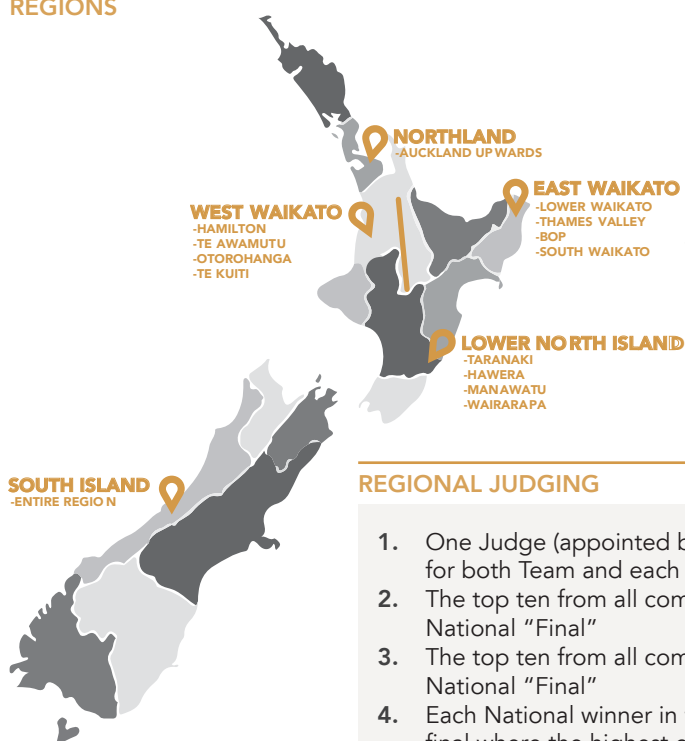 REGIONS
NORTHLAND
-AUCKLAND UPWARDS
EAST WAIKATO
-LOWER WAIKATO
-THAMES VALLEY
-BOP
-SOUTH WAIKATO
WEST WAIKATO
-HAMILTON
-TE AWAMUTU
-OTOROHANGA
-TE KUITI
LOWER NORTH ISLAND
-TARANAKI
-HAWERA
-MANAWATU
-WAIRARAPA
SOUTH ISLAND
-ENTIRE REGION
REGIONAL JUDGING
1. One Judge (appointed b
for both Team and each
2. The top ten from all com
National “Final”
3. The top ten from all com
National “Final”
4. Each National winner in